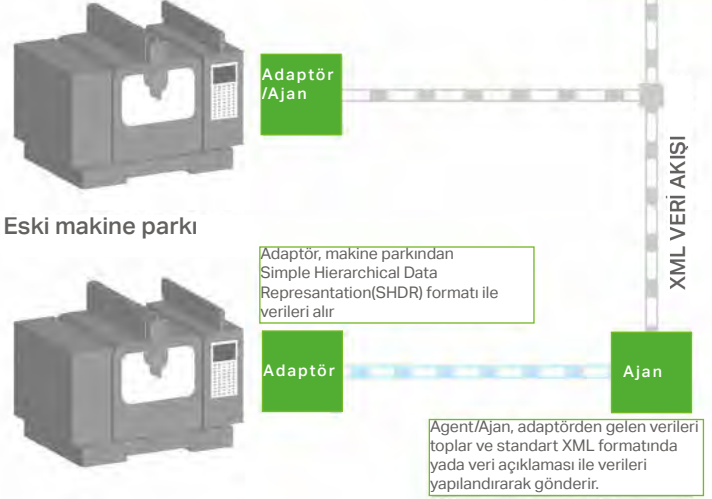 Adaptör
/Ajan
XML VERİ AKIŞI
Eski makine parkı
Adaptör, makine parkından
Simple Hierarchical Data
Represantation(SHDR) formatı ile
verileri alır
Adaptör
Ajan
Agent/Ajan, adaptörden gelen verileri
toplar ve standart XML formatında
yada veri açıklaması ile verileri
yapılandırarak gönderir.